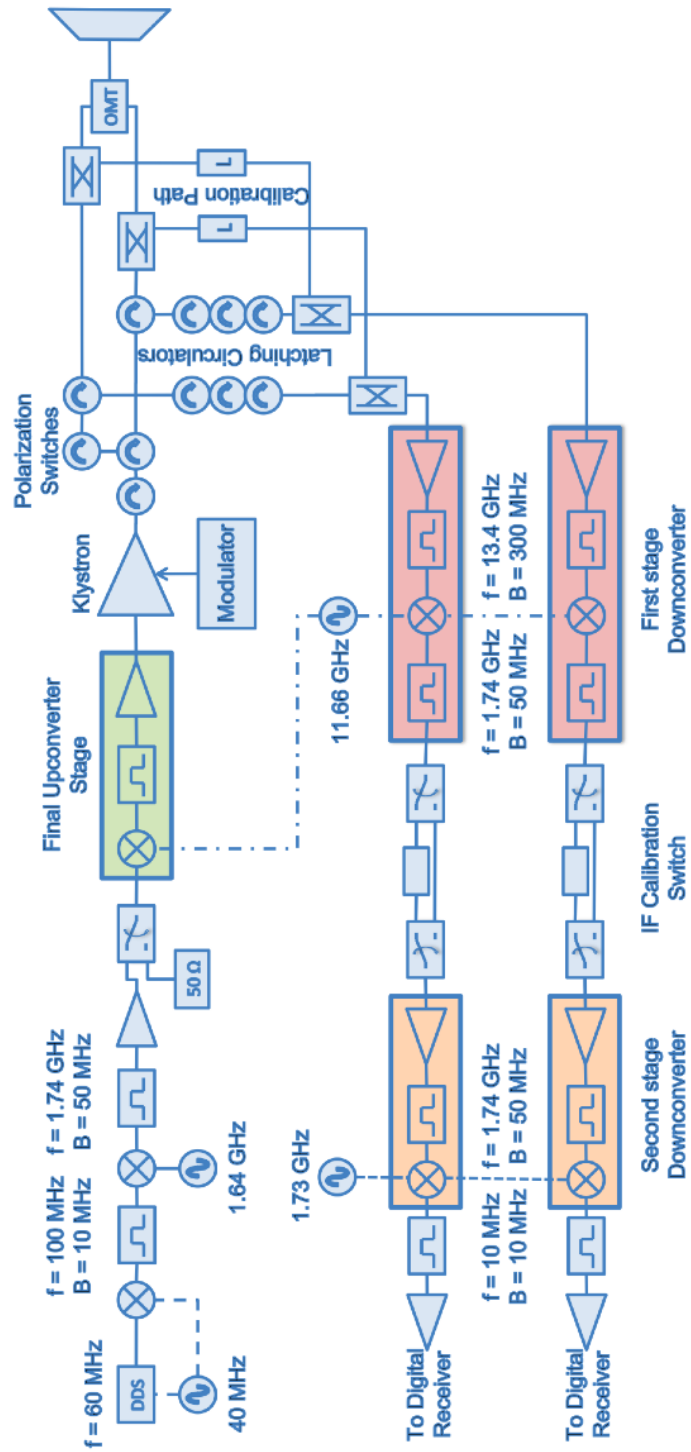 f = 60 MHz
DDS
40 MHz
f = 100 MHz
B = 10 MHz
1.64 GHz
f = 1.74 GHz
B = 50 MHz
50 Ω
Final Upconverter
Stage
Klystron
Modulator
Polarization
Switches
Latching Circulators
Calibration Path
L
L
OMT
11.66 GHz
f = 13.4 GHz
B = 300 MHz
f = 1.74 GHz
B = 50 MHz
First stage
Downconverter
IF Calibration
Switch
1.73 GHz
f = 1.74 GHz
B = 50 MHz
f = 10 MHz
B = 10 MHz
Second stage
Downconverter
To Digital
Receiver
To Digital
Receiver